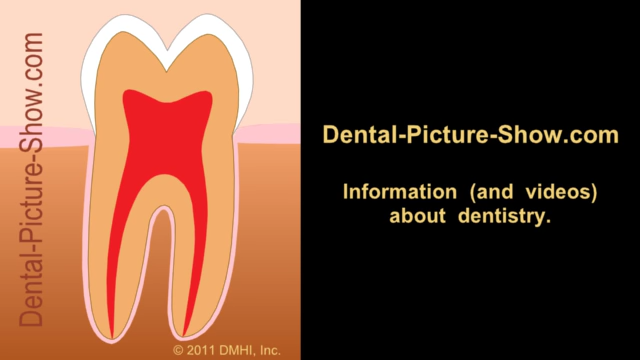 Dental-Picture-Show.com
Dental-Picture-Show.com
Information (and videos)
about dentistry.
© 2011 DMHI, Inc.